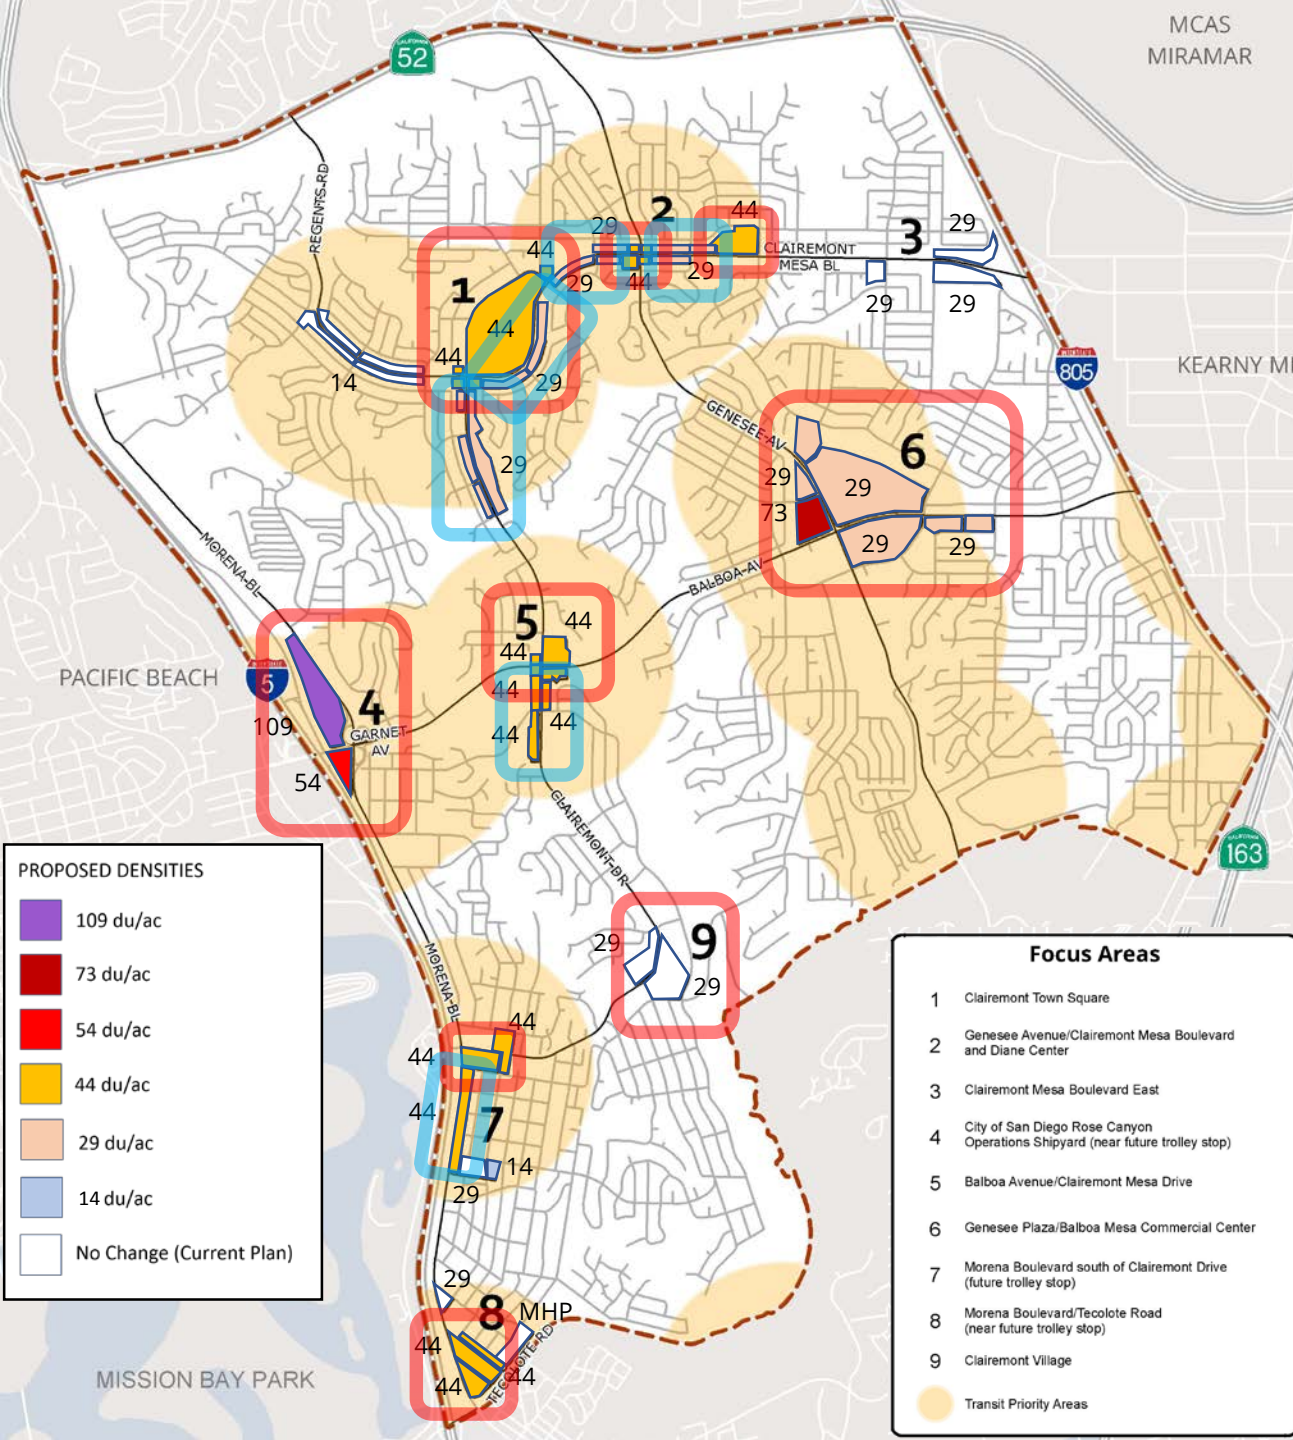 MCAS
MIRAMAR
CALIFORNIA
52
REGENTS RD
2
44
29
3
29
44
CLAIREMONT
MESA BL
1
29
44
29
29
29
44
44
14
29
INTERSTATE
805
KEARNY ME
GENESEE AV
6
29
29
29
73
29
29
BALBOA AV
MORENA BL
5
44
44
PACIFIC BEACH
5
44
4
109
GARNET
AV
44
44
54
CLAIREMONT DR
CALIFORNIA
163
PROPOSED DENSITIES
109 du/ac
73 du/ac
54 du/ac
44 du/ac
29 du/ac
14 du/ac
No Change (Current Plan)
9
29
29
MORENA BL
44
44
44
7
14
29
29
8
MHP
44
44
44
TECOLOTE RD
MISSION BAY PARK
Focus Areas
1 Clairemont Town Square
2 Genesee Avenue/Clairemont Mesa Boulevard
and Diane Center
3 Clairemont Mesa Boulevard East
4 City of San Diego Rose Canyon
Operations Shipyard (near future trolley stop)
5 Balboa Avenue/Clairemont Mesa Drive
6 Genesee Plaza/Balboa Mesa Commercial Center
7 Morena Boulevard south of Clairemont Drive
(future trolley stop)
8 Morena Boulevard/Tecolote Road
(near future trolley stop)
9 Clairemont Village
Transit Priority Areas